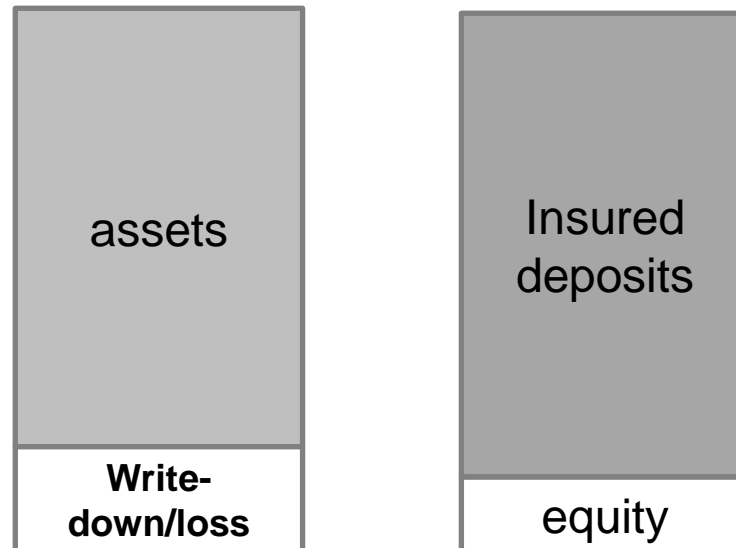 assets
Insured
deposits
Write-
down/loss
equity